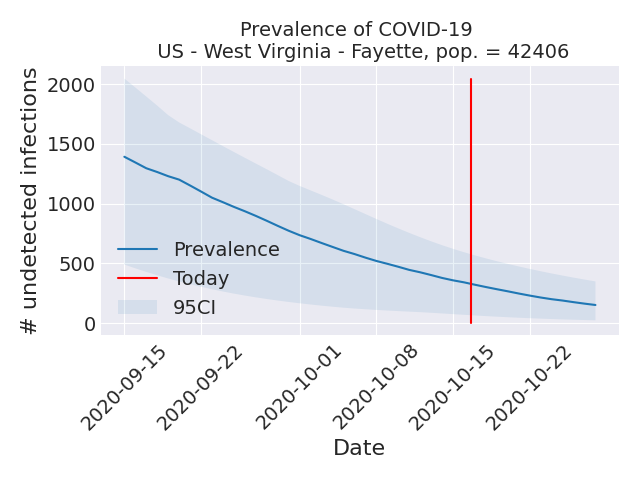 Prevalence of COVID-19
US - West Virginia - Fayette, pop. = 42406
# undetected infections
2000
1500
1000
500
0
Prevalence
Today
95CI
2020-09-15
2020-09-22
2020-10-01
2020-10-08
2020-10-15
2020-10-22
Date